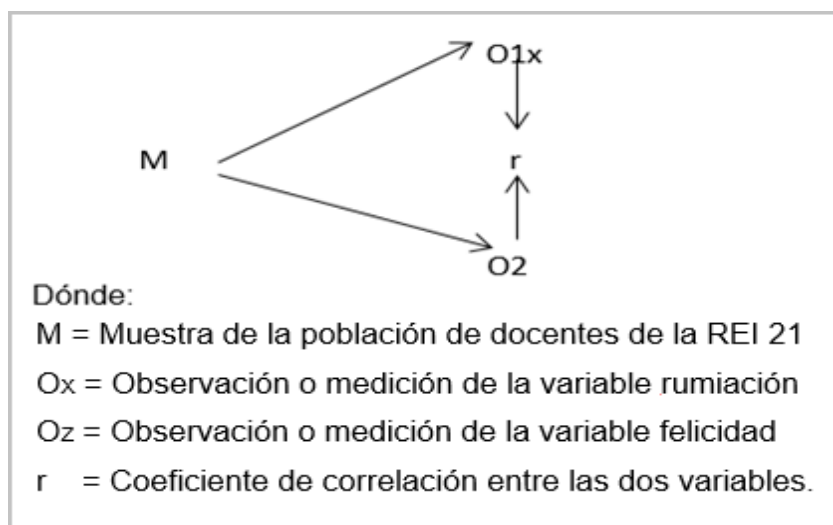 O1x
M
r
O2
Dónde:
M = Muestra de la población de docentes de la REI 21
Ox = Observación o medición de la variable rumiación
Oz = Observación o medición de la variable felicidad
r = Coeficiente de correlación entre las dos variables.